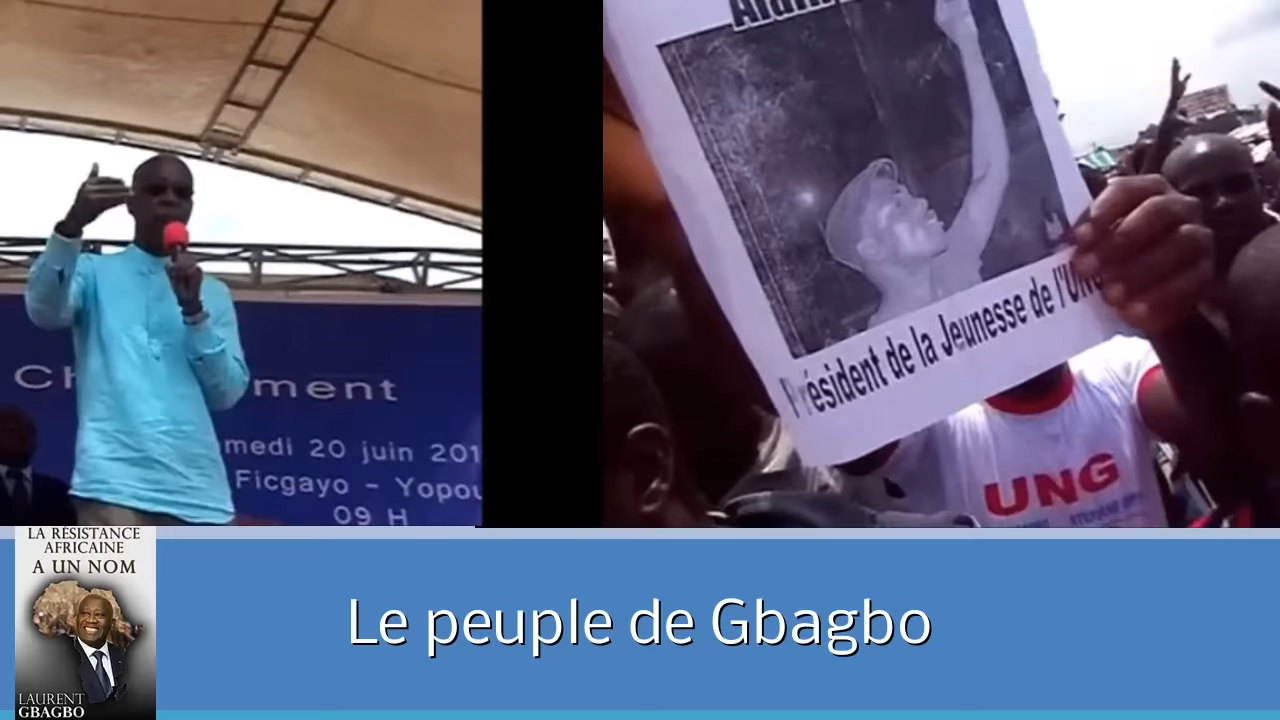 Ch ment
medi 20 juin 201
Ficgayo – Yopou
09 H
Président de la Jeunesse de l'UNG
UNG
LA RÉSISTANCE
AFRICAINE
A UN NOM
LAURENT
GBAGBO
Le peuple de Gbagbo